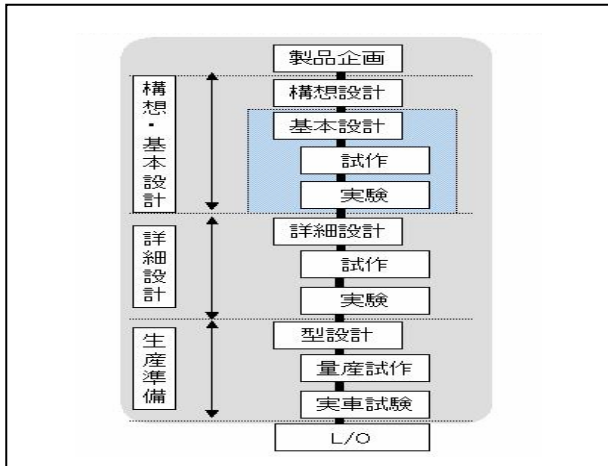 製品企画
構想・基本設計
構想設計
基本設計
試作
実験
詳細設計
詳細設計
試作
実験
生産準備
型設計
量産試作
実車試験
L/O